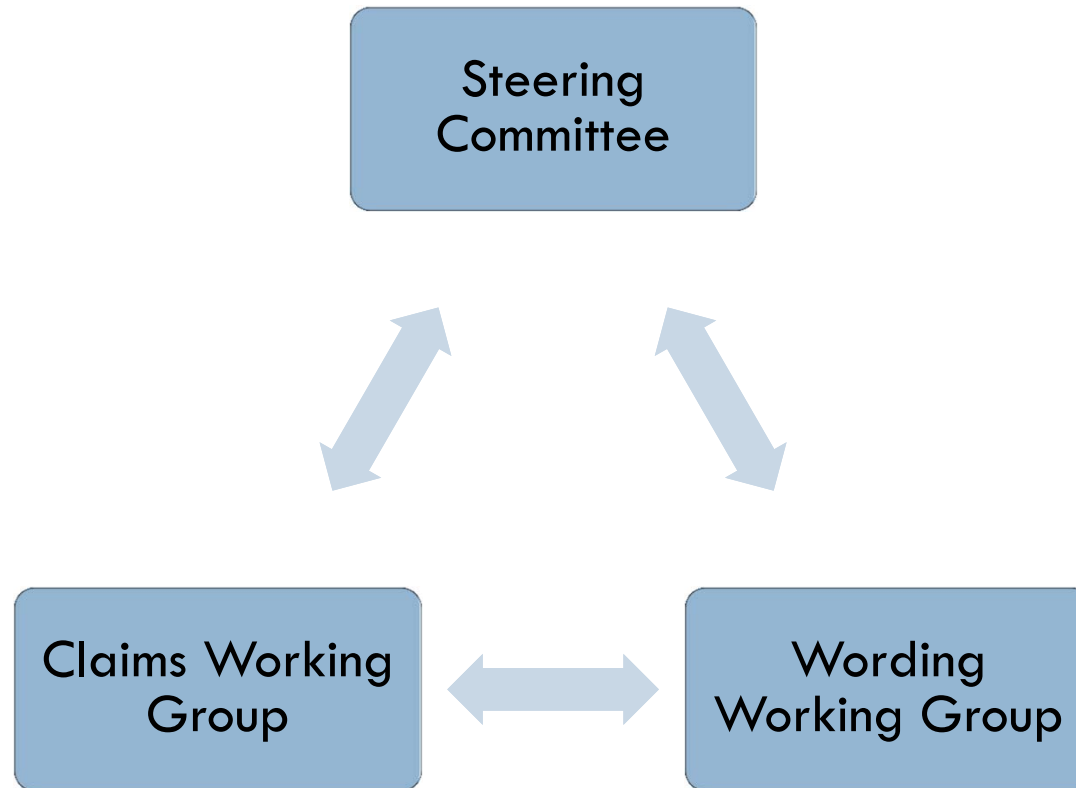 Steering
Committee
Claims Working
Group
Wording
Working Group